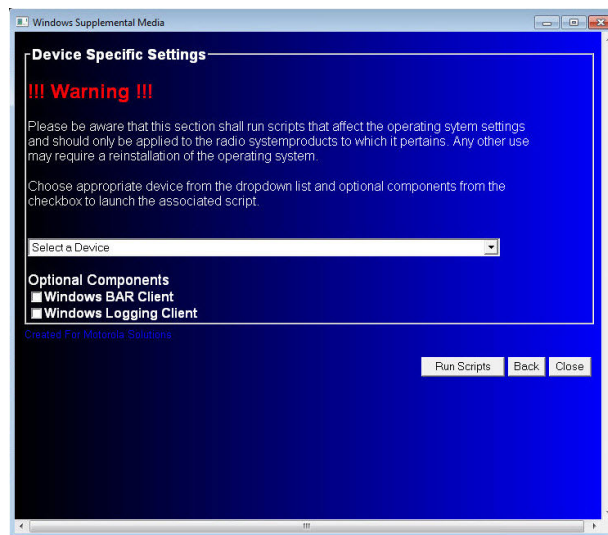 Windows Supplemental Media
Device Specific Settings
!!! Warning !!!
Please be aware that this section shall run scripts that affect the operating sytem settings
and should only be applied to the radio systemproducts to which it pertains. Any other use
may require a reinstallation of the operating system.
Choose appropriate device from the dropdown list and optional components from the
checkbox to launch the associated script.
Select a Device
Optional Components
Windows BAR Client
Windows Logging Client
Created For Motorola Solutions
Run Scripts Back Close